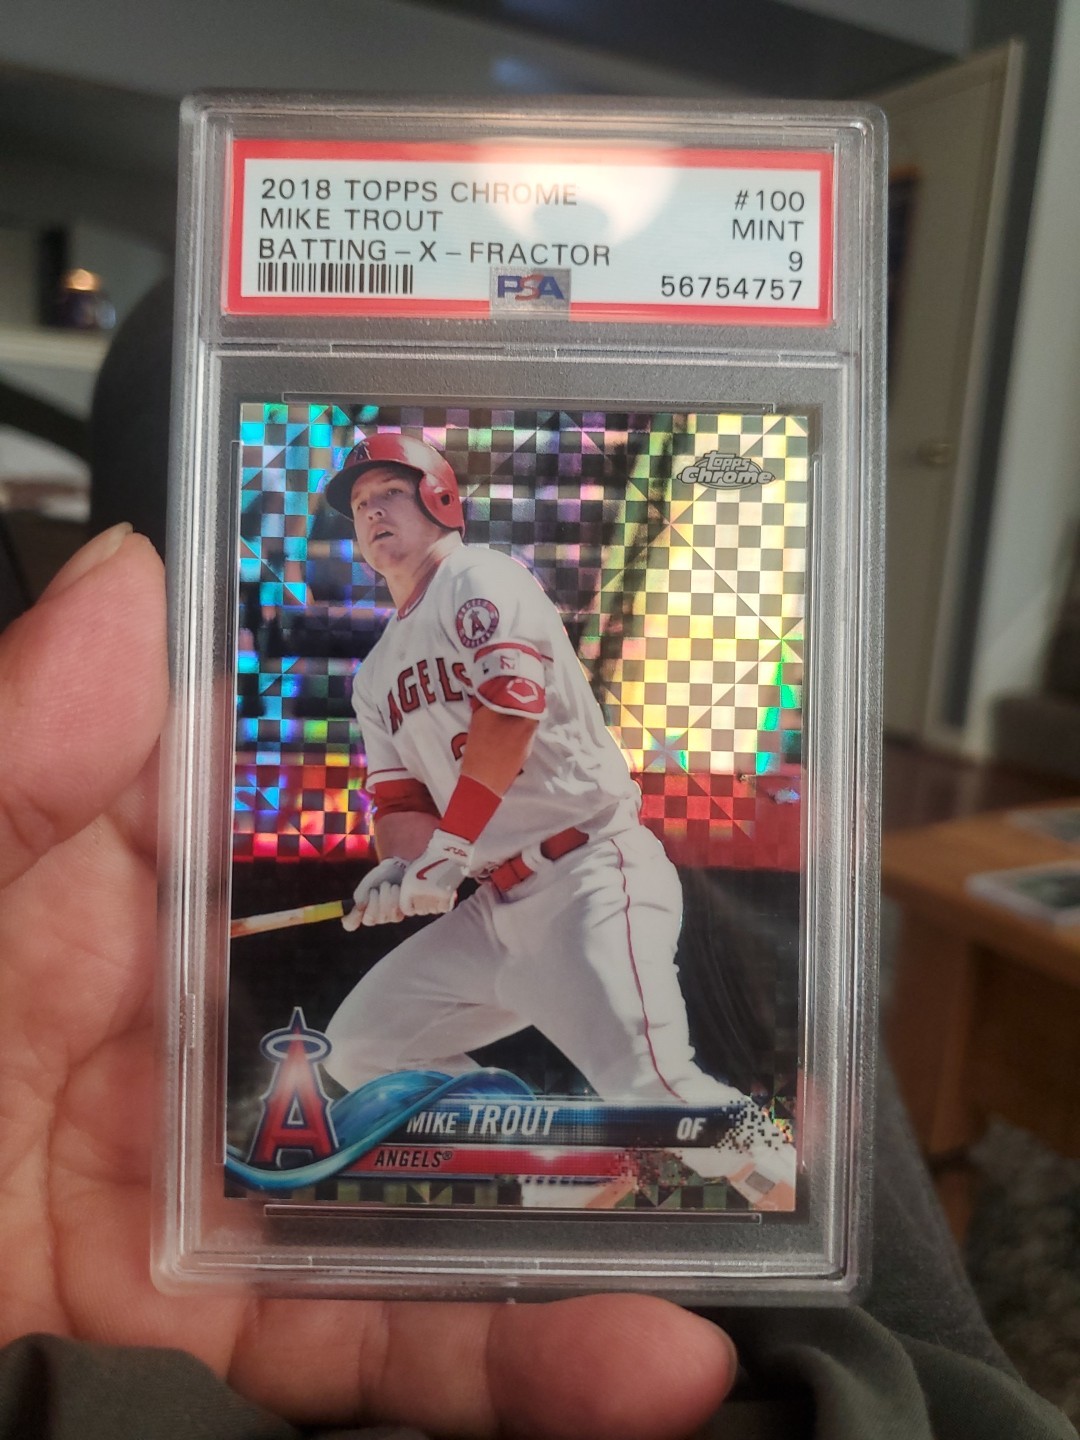 2018 TOPPS CHROME #100
MIKE TROUT MINT
BATTING-X-FRACTOR 9
PSA 56754757
Topps
Chrome
ANGELS
MIKE TROUT OF
ANGELS®